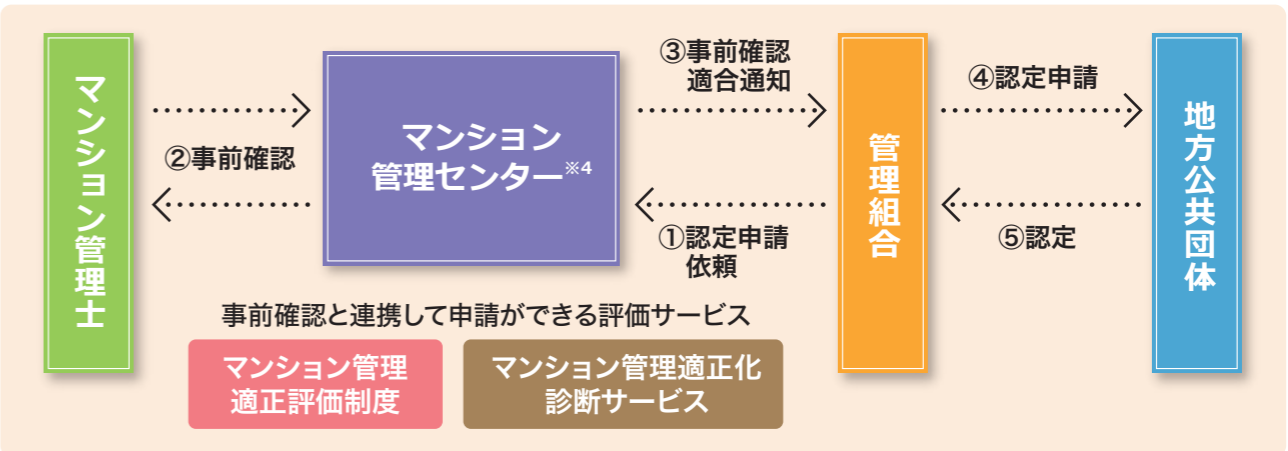 マンション管理士
②事前確認
マンション
管理センター※4
③事前確認
適合通知
①認定申請
依頼
管理組合
④認定申請
⑤認定
地方公共団体
事前確認と連携して申請ができる評価サービス
マンション管理
適正評価制度
マンション管理適正化
診断サービス